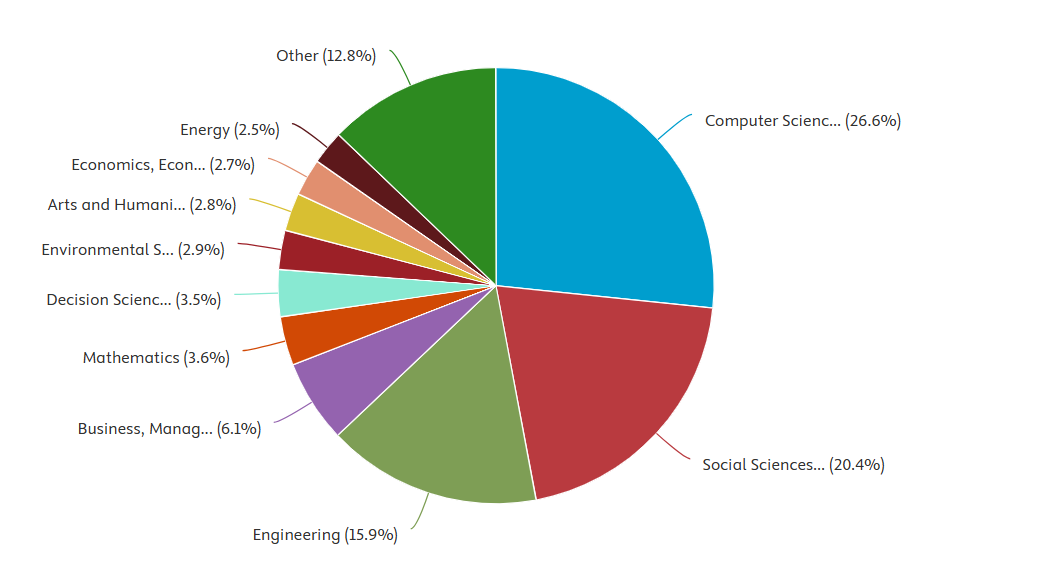 Other (12.8%)
Computer Scienc... (26.6%)
Energy (2.5%)
Economics, Econ... (2.7%)
Arts and Humani... (2.8%)
Environmental S... (2.9%)
Decision Scienc... (3.5%)
Mathematics (3.6%)
Business, Manag... (6.1%)
Social Sciences... (20.4%)
Engineering (15.9%)